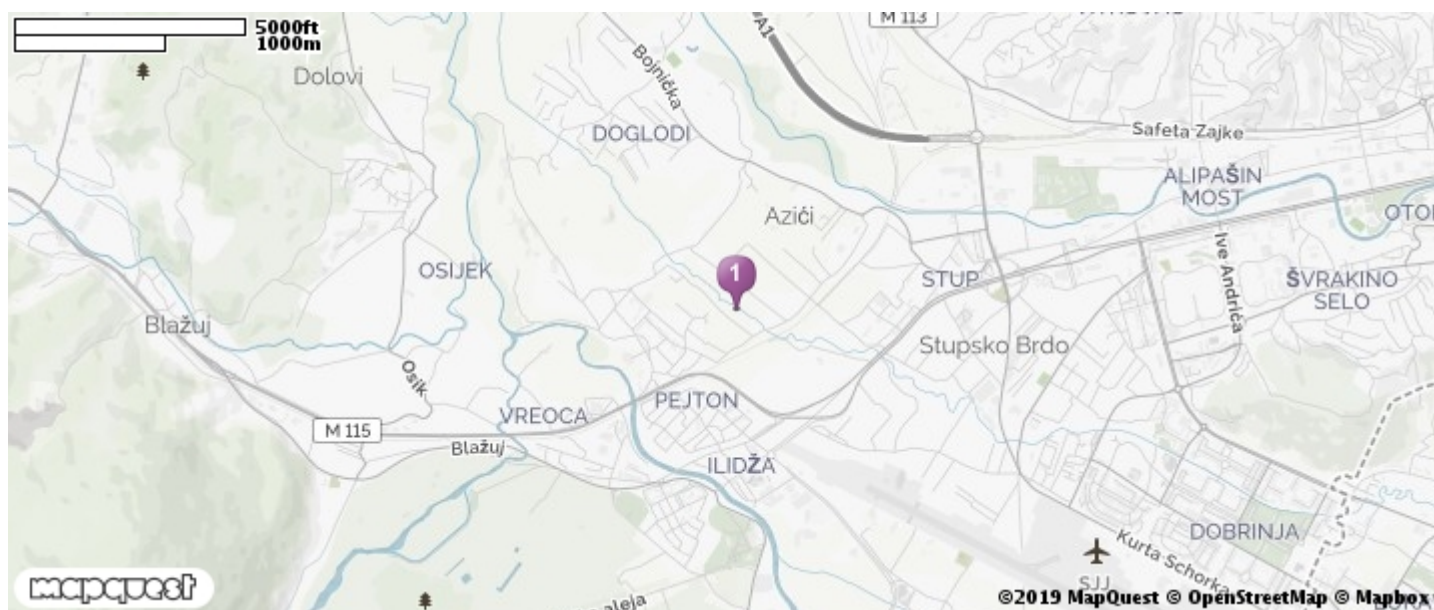 5000ft
1000m
M 113
A1
Dolovi
Bojnička
DOGLODI
Safeta Zajke
ALIPAŠIN
MOST
Azići
OTOK
OSIJEK
1
STUP
Ive Andrića
ŠVRAKINO
SELO
Blažuj
Stupsko Brdo
Osik
PEJTON
VREOCA
M 115
Blažuj
ILIDŽA
DOBRINJA
Kurta Schorka
SJJ
mapquest
©2019 MapQuest © OpenStreetMap © Mapbox